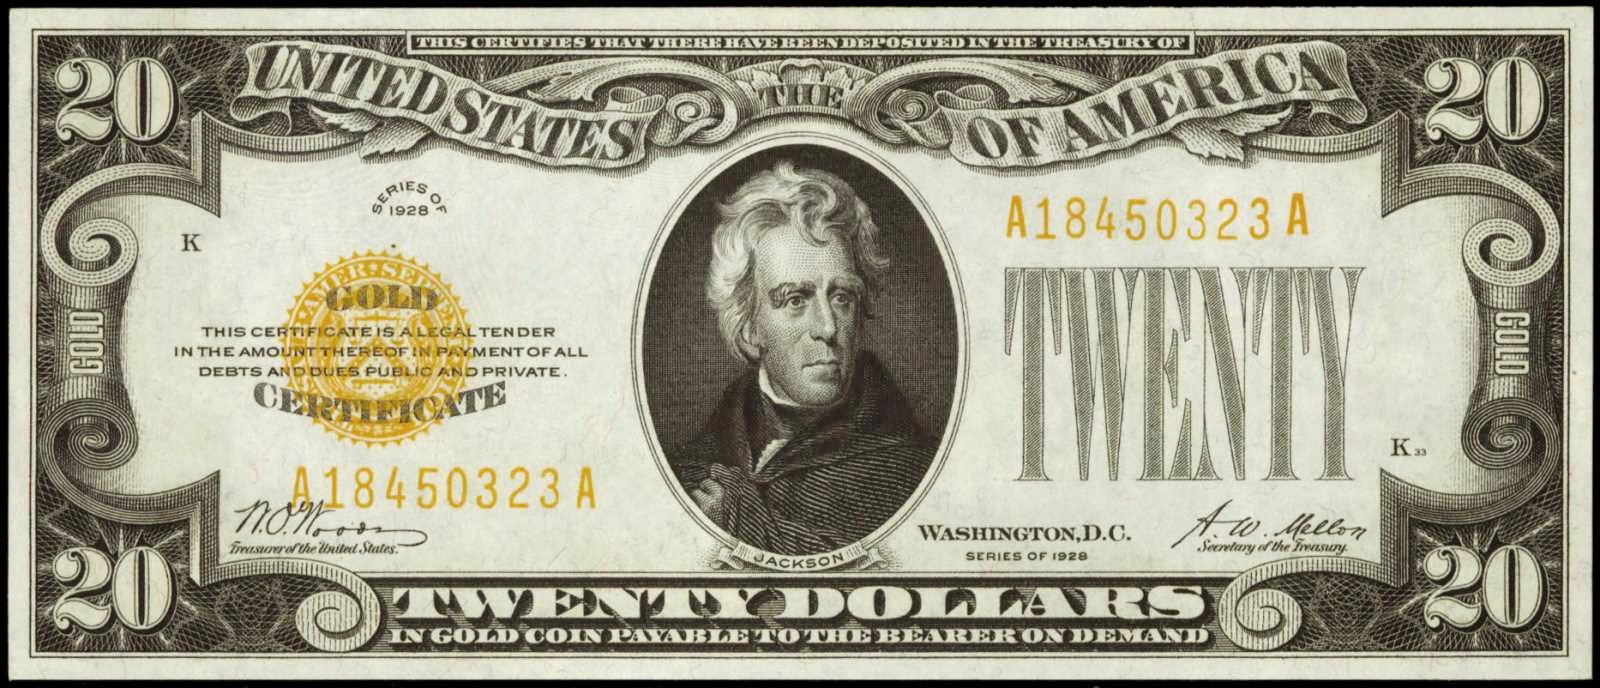 THIS CERTIFIES THAT THERE HAVE BEEN DEPOSITED IN THE TREASURY OF
20 UNITED STATES THE OF AMERICA 20
SERIES OF
1928
A18450323A
K
GOLD
THIS CERTIFICATE IS A LEGAL TENDER
IN THE AMOUNT THEREOF IN PAYMENT OF ALL
DEBTS AND DUES PUBLIC AND PRIVATE.
CERTIFICATE
TWENTY
GOLD
GOLD
K 33
A18450323A
W.O. Woods
Treasurer of the United States.
JACKSON
WASHINGTON, D.C.
SERIES OF 1928
A. W. Mellon
Secretary of the Treasury.
20 TWENTY DOLLARS 20
IN GOLD COIN PAYABLE TO THE BEARER ON DEMAND